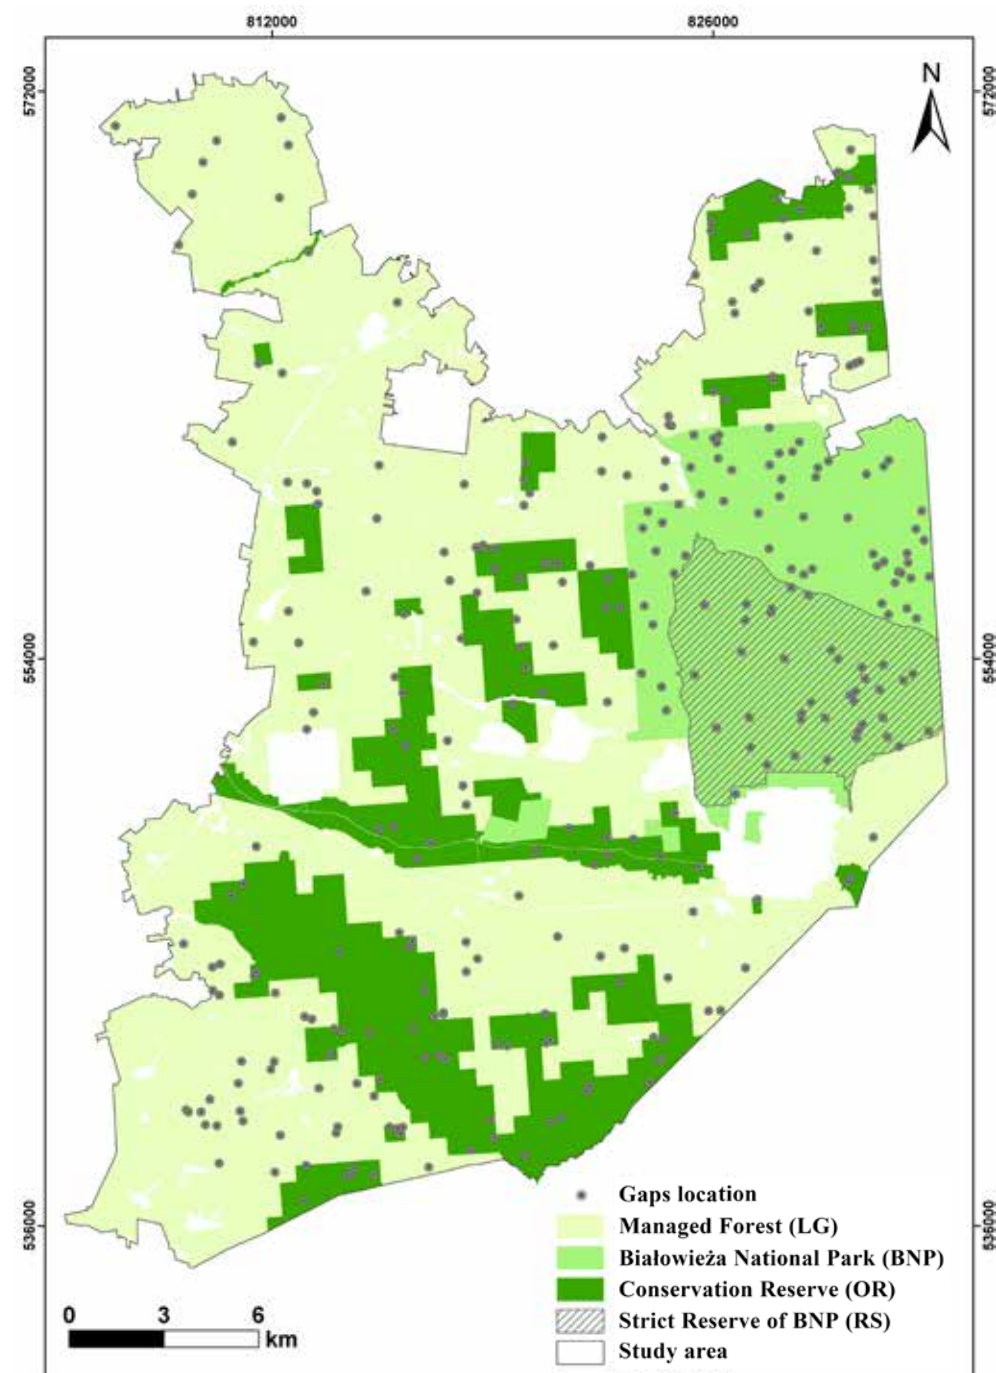 812000
826000
572000
572000
N
554000
554000
536000
536000
Gaps location
Managed Forest (LG)
Białowieża National Park (BNP)
Conservation Reserve (OR)
Strict Reserve of BNP (RS)
Study area
0 3 6
km